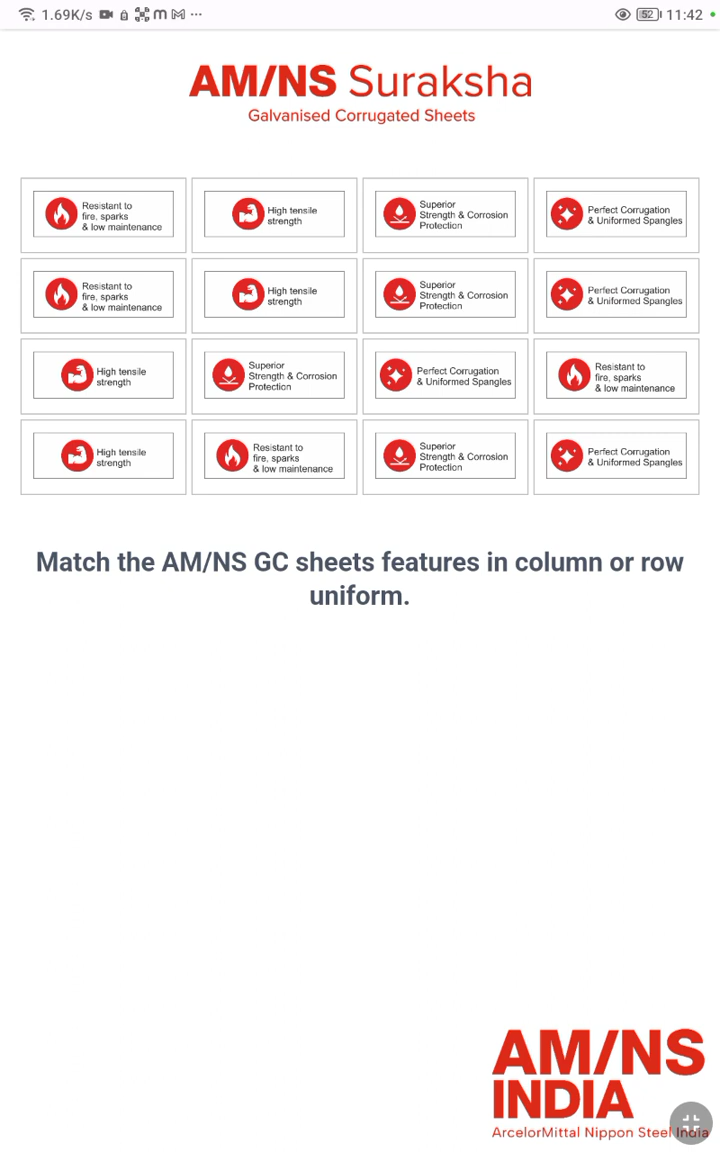 1.69K/s
52 11:42
AM/NS Suraksha
Galvanised Corrugated Sheets
Resistant to
fire, sparks
& low maintenance
High tensile
strength
Superior
Strength & Corrosion
Protection
Perfect Corrugation
& Uniformed Spangles
Resistant to
fire, sparks
& low maintenance
High tensile
strength
Superior
Strength & Corrosion
Protection
Perfect Corrugation
& Uniformed Spangles
High tensile
strength
Superior
Strength & Corrosion
Protection
Perfect Corrugation
& Uniformed Spangles
Resistant to
fire, sparks
& low maintenance
High tensile
strength
Resistant to
fire, sparks
& low maintenance
Superior
Strength & Corrosion
Protection
Perfect Corrugation
& Uniformed Spangles
Match the AM/NS GC sheets features in column or row
uniform.
AM/NS
INDIA
ArcelorMittal Nippon Steel India